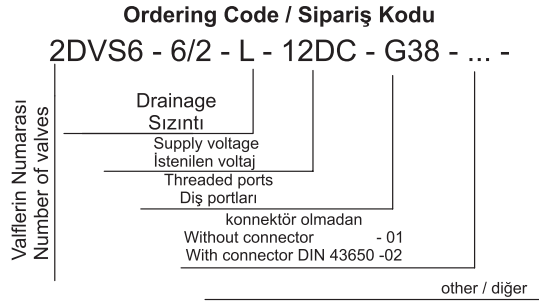 Ordering Code / Sipariş Kodu
2DVS6 - 6/2 - L - 12DC - G38 - ... -
Drainage
Sızıntı
Supply voltage
İstenilen voltaj
Threaded ports
Diş portları
konnektör olmadan
Without connector - 01
With connector DIN 43650 -02
other / diğer
Valflerin Numarası
Number of valves